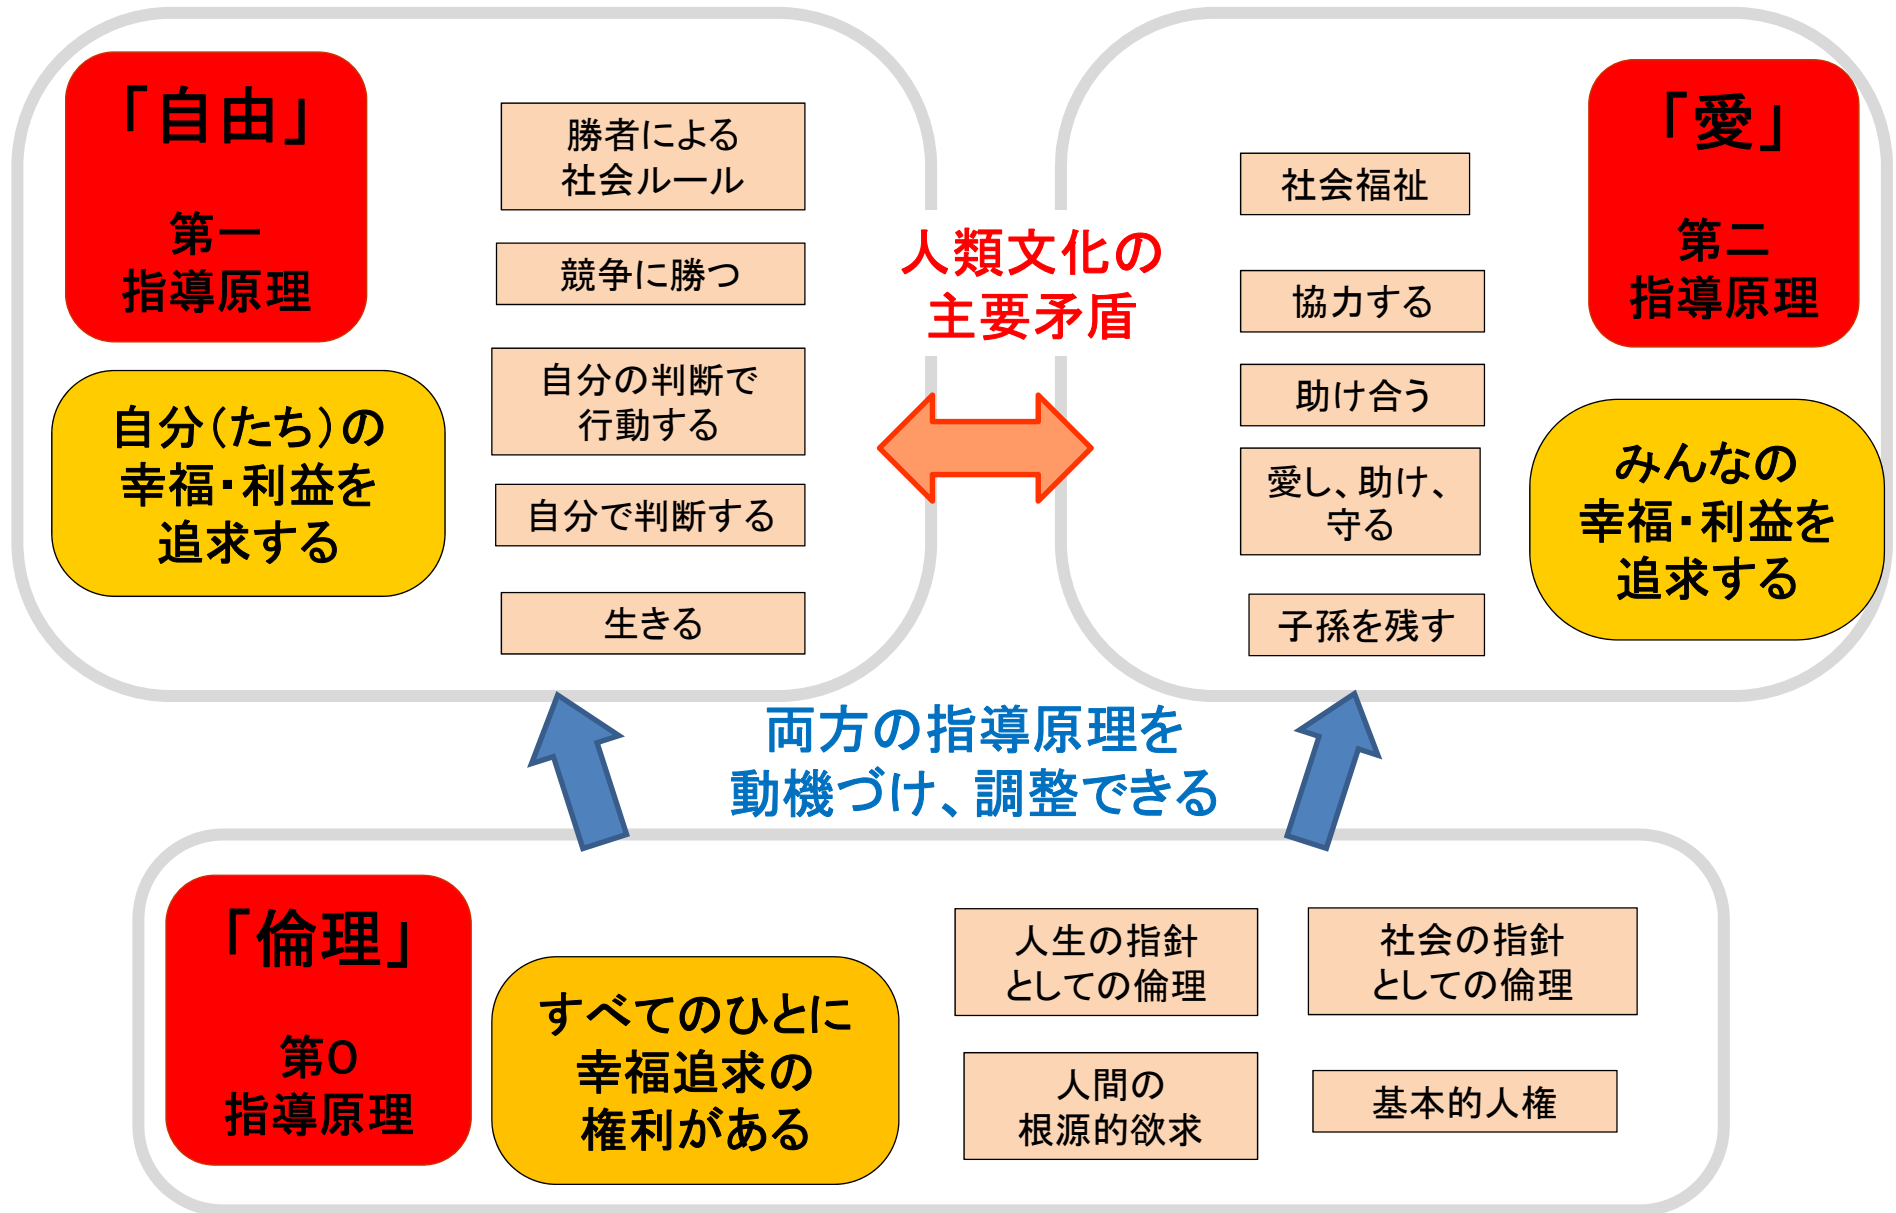 「自由」
第一
指導原理
自分（たち）の
幸福・利益を
追求する
勝者による
社会ルール
競争に勝つ
自分の判断で
行動する
自分で判断する
生きる
人類文化の
主要矛盾
社会福祉
協力する
助け合う
愛し、助け、
守る
子孫を残す
「愛」
第二
指導原理
みんなの
幸福・利益を
追求する
両方の指導原理を
動機づけ、調整できる
「倫理」
第0
指導原理
すべてのひとに
幸福追求の
権利がある
人生の指針
としての倫理
社会の指針
としての倫理
人間の
根源的欲求
基本的人権